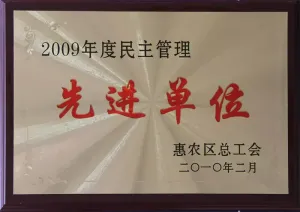 2009年度民主管理
先进单位
惠农区总工会
二〇一〇年二月